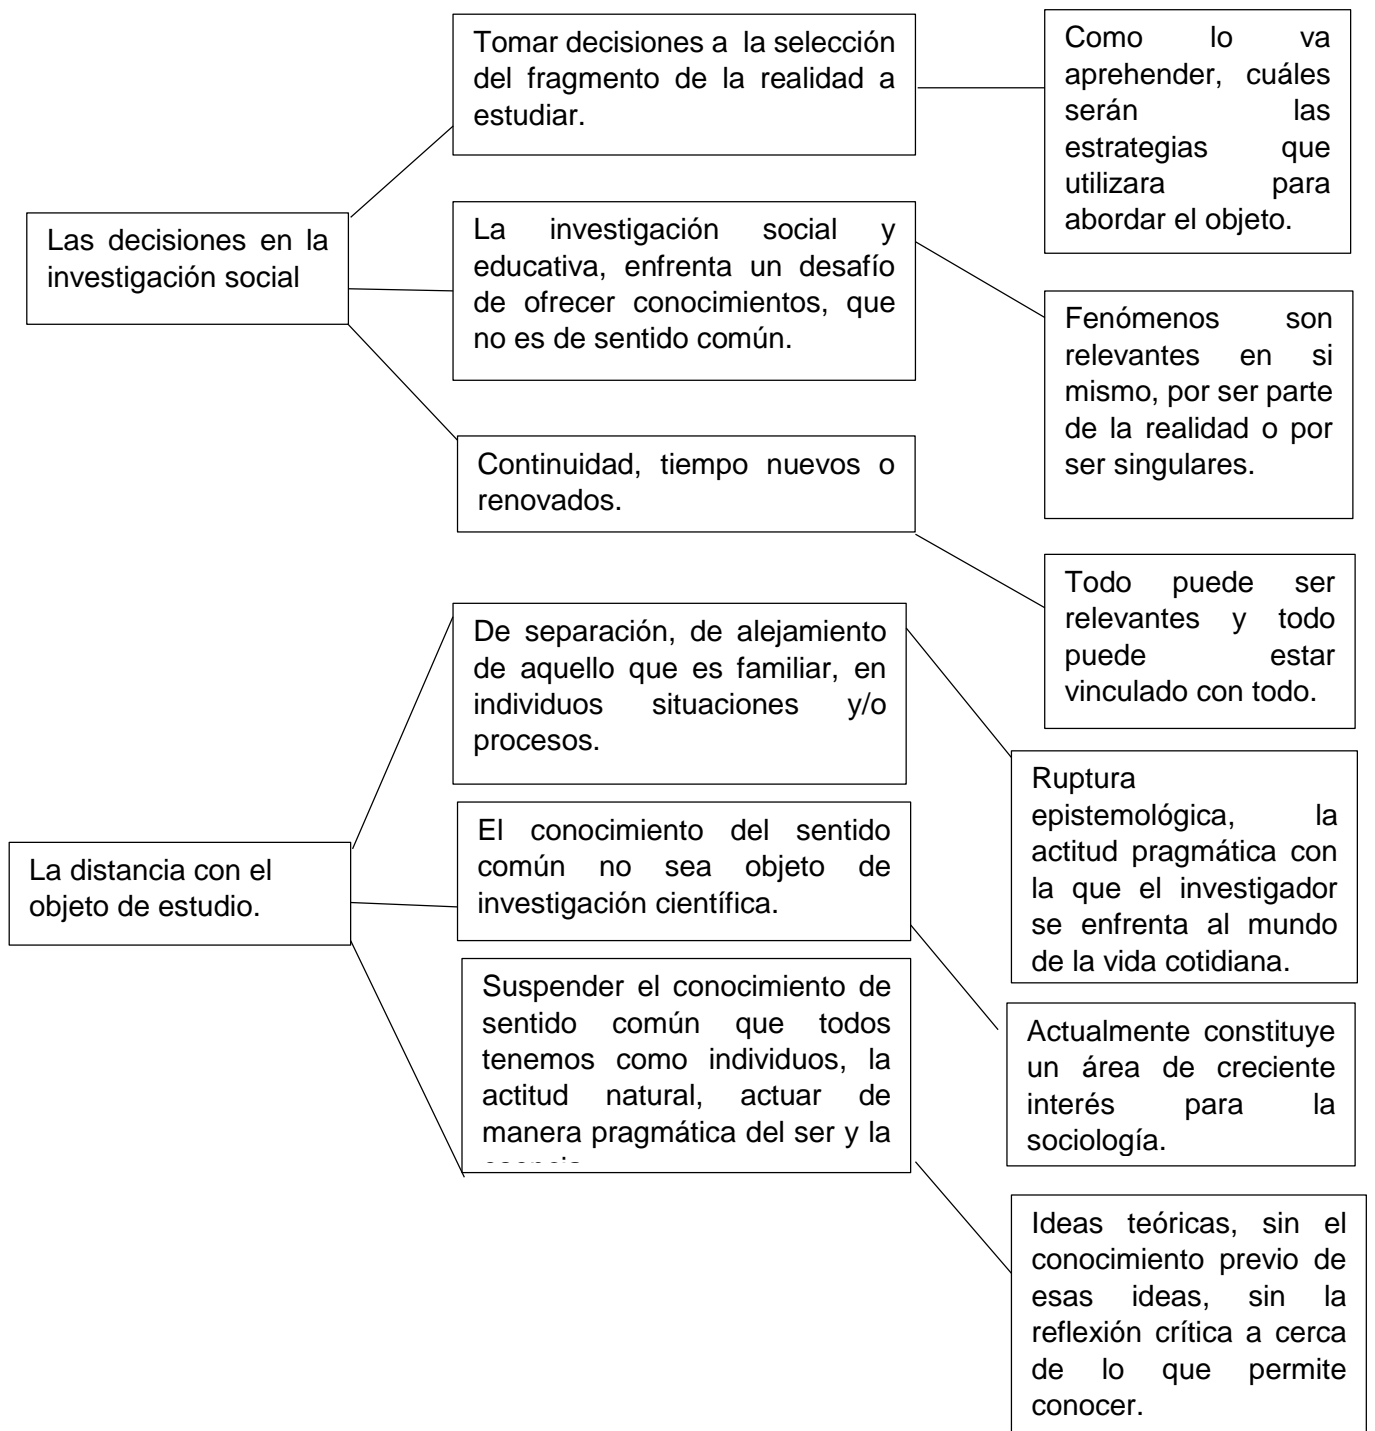 Tomar decisiones a la selección
del fragmento de la realidad a
estudiar.
Como lo va
aprehender, cuáles
serán las
estrategias que
utilizara para
abordar el objeto.
Las decisiones en la
investigación social
La investigación social y
educativa, enfrenta un desafío
de ofrecer conocimientos, que
no es de sentido común.
Fenómenos son
relevantes en si
mismo, por ser parte
de la realidad o por
ser singulares.
Continuidad, tiempo nuevos o
renovados.
Todo puede ser
relevantes y todo
puede estar
vinculado con todo.
De separación, de alejamiento
de aquello que es familiar, en
individuos situaciones y/o
procesos.
Ruptura
epistemológica, la
actitud pragmática con
la que el investigador
se enfrenta al mundo
de la vida cotidiana.
La distancia con el
objeto de estudio.
El conocimiento del sentido
común no sea objeto de
investigación científica.
Actualmente constituye
un área de creciente
interés para la
sociología.
Suspender el conocimiento de
sentido común que todos
tenemos como individuos, la
actitud natural, actuar de
manera pragmática del ser y la
Ideas teóricas, sin el
conocimiento previo de
esas ideas, sin la
reflexión crítica a cerca
de lo que permite
conocer.